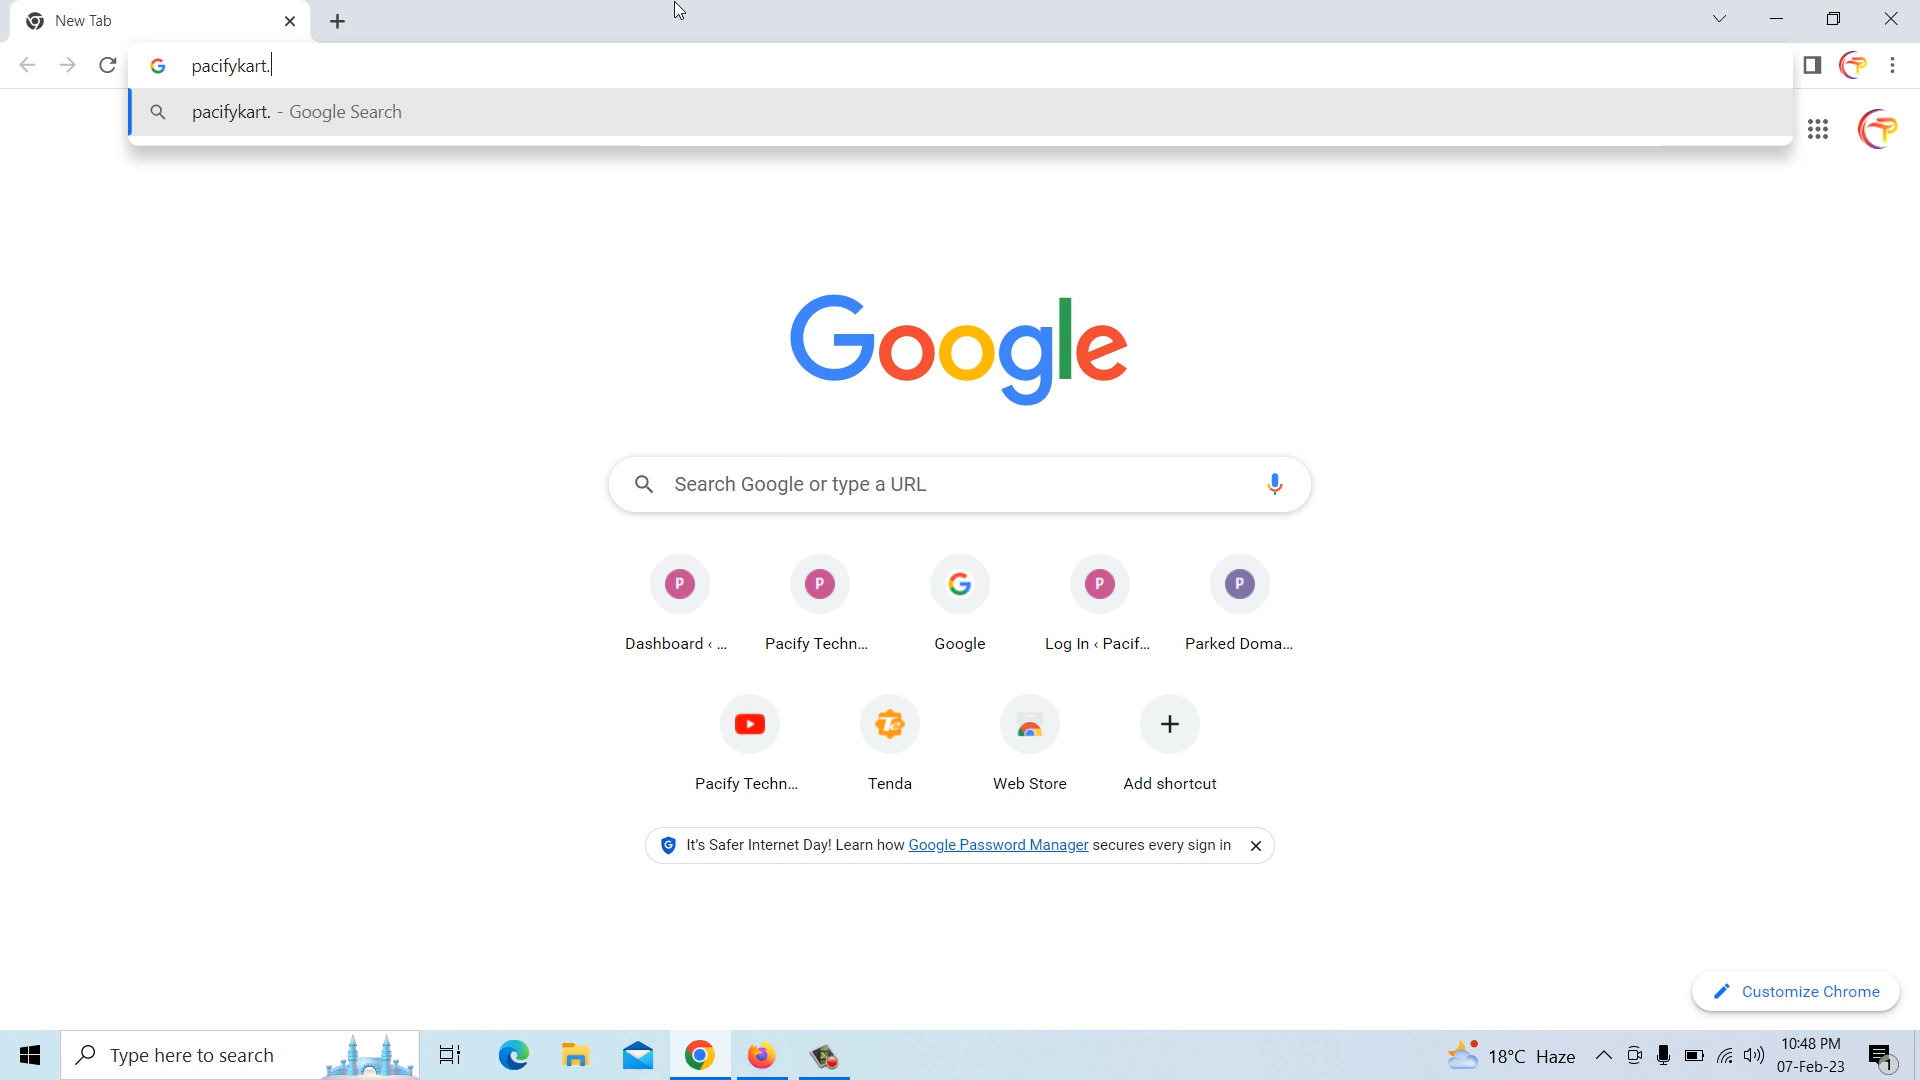 New Tab
pacifykart.
pacifykart. - Google Search
Google
Search Google or type a URL
P
P
G
P
P
Dashboard ‹ ...
Pacify Techn...
Google
Log In ‹ Pacif...
Parked Doma...
Te
Pacify Techn...
Tenda
Web Store
Add shortcut
It's Safer Internet Day! Learn how Google Password Manager secures every sign in
Customize Chrome
Type here to search
18°C Haze
10:48 PM
07-Feb-23
1